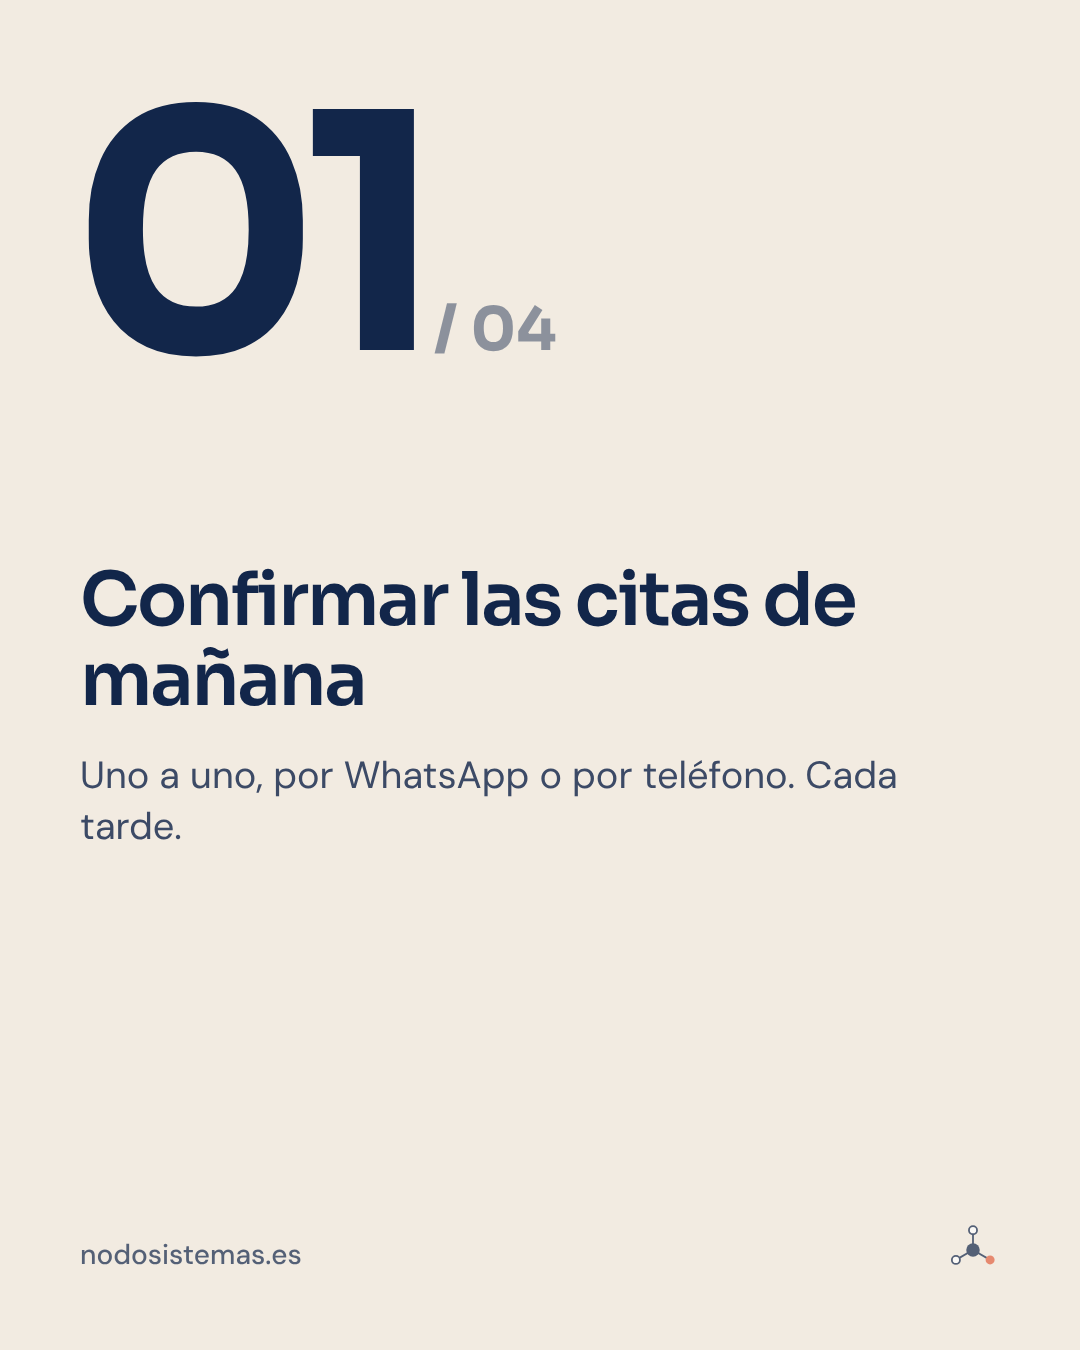 01 / 04
Confirmar las citas de
mañana
Uno a uno, por WhatsApp o por teléfono. Cada
tarde.
nodosistemas.es